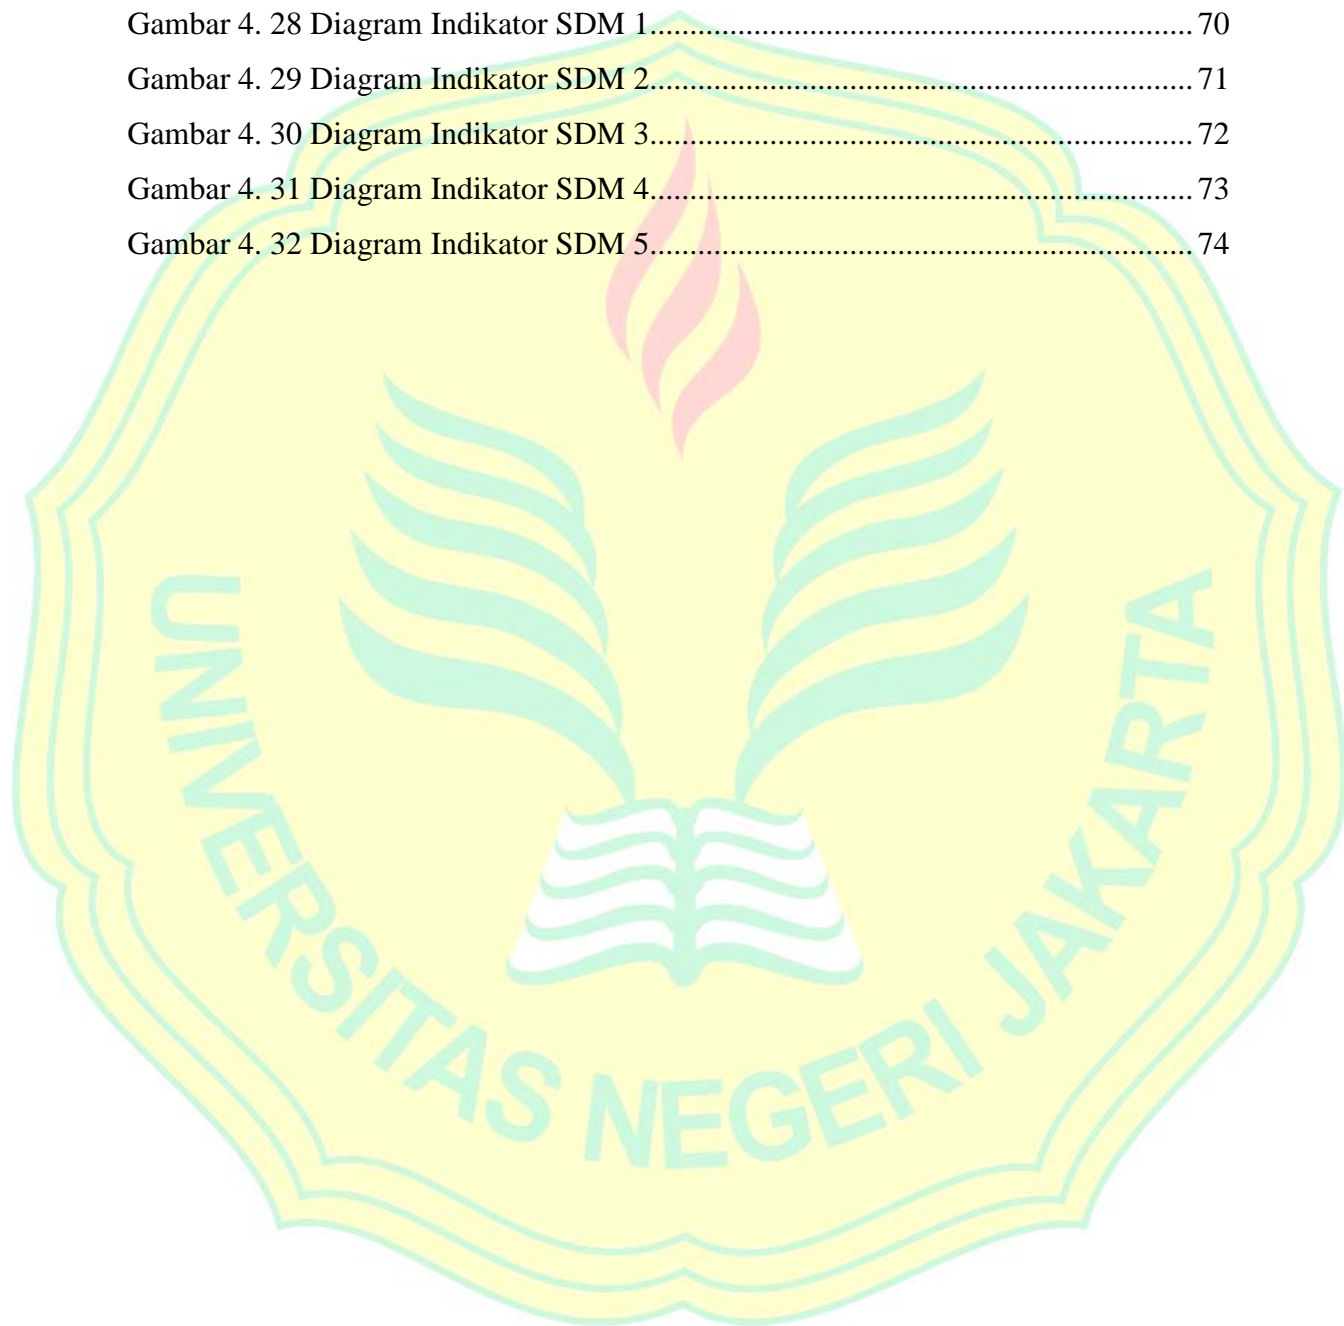 Gambar 4. 28 Diagram Indikator SDM 1.......................................................................... 70
Gambar 4. 29 Diagram Indikator SDM 2.......................................................................... 71
Gambar 4. 30 Diagram Indikator SDM 3.......................................................................... 72
Gambar 4. 31 Diagram Indikator SDM 4.......................................................................... 73
Gambar 4. 32 Diagram Indikator SDM 5.......................................................................... 74
UNIVERSITAS NEGERI JAKARTA